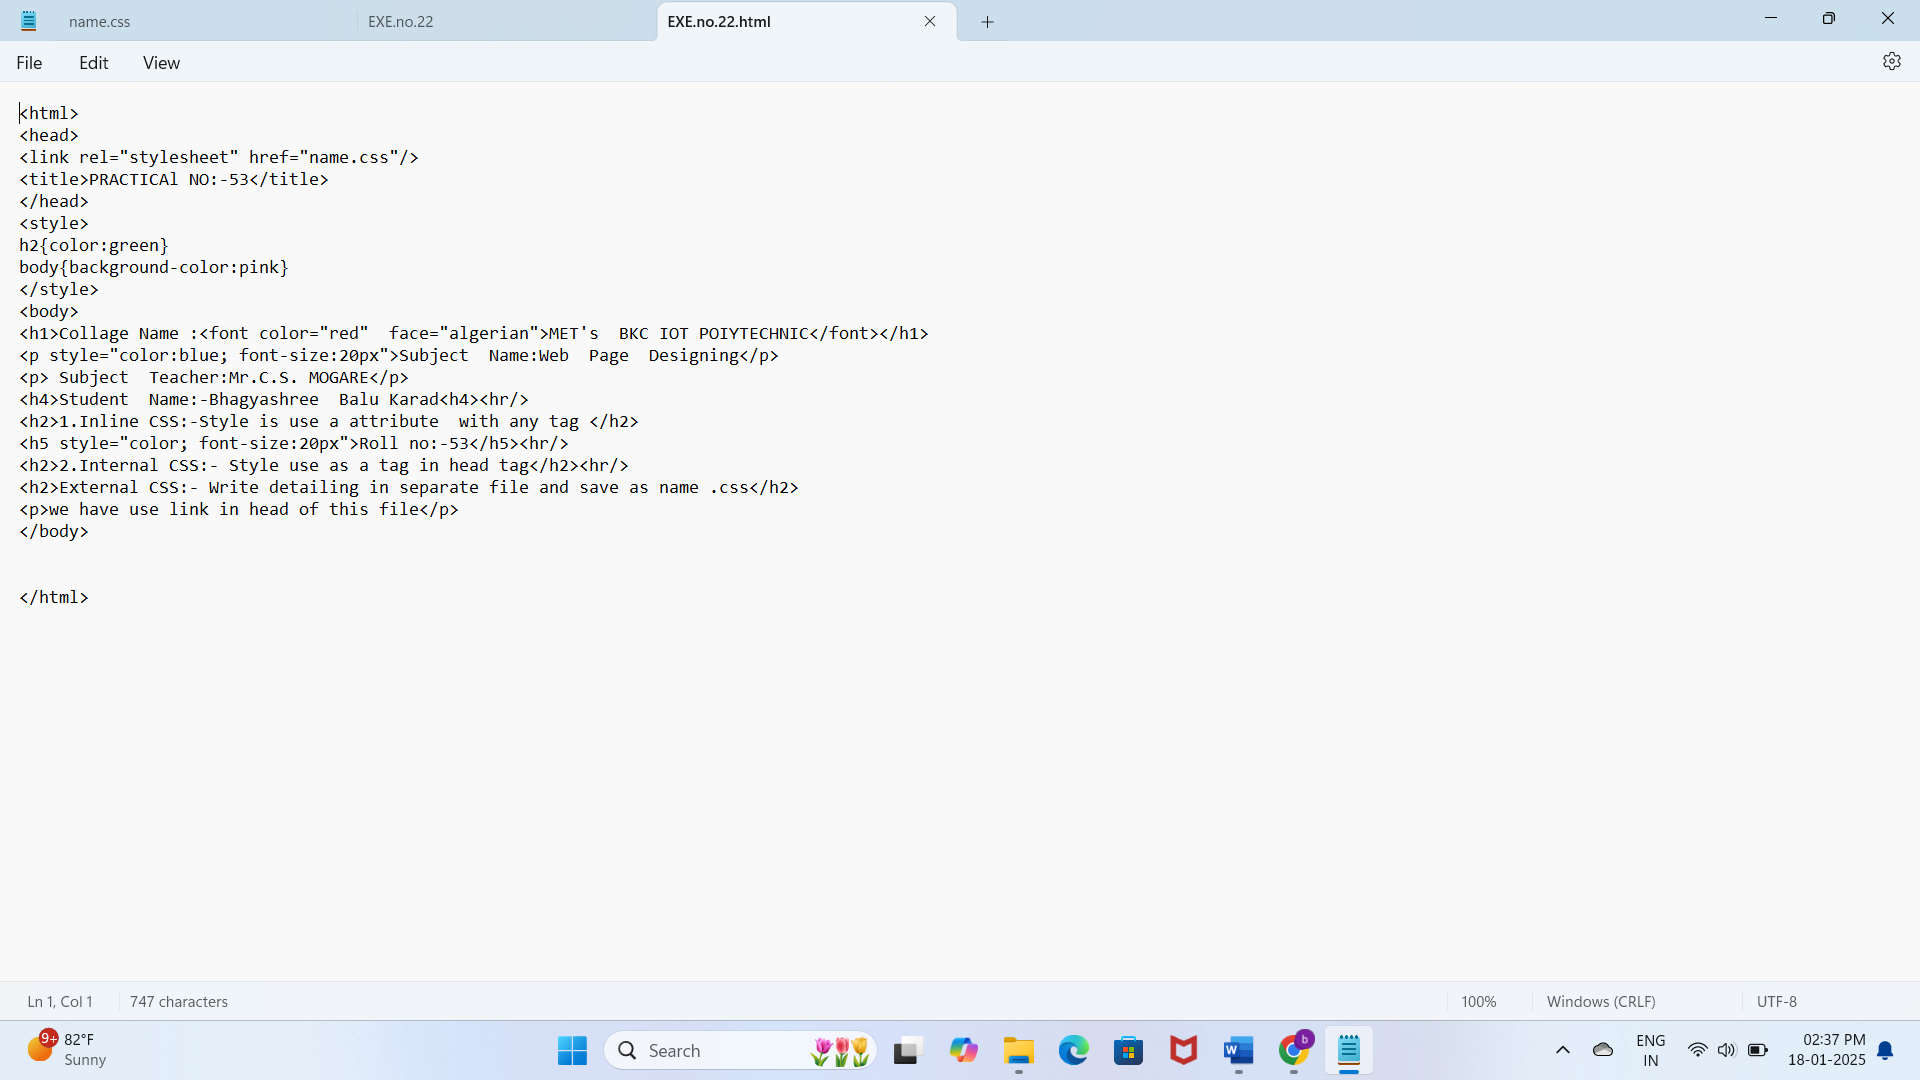 name.css
EXE.no.22
EXE.no.22.html
File
Edit
View
<html>
<head>
<link rel="stylesheet" href="name.css"/>
<title>PRACTICAl NO:-53</title>
</head>
<style>
h2{color:green}
body{background-color:pink}
</style>
<body>
<h1>Collage Name :<font color="red"  face="algerian">MET's  BKC IOT POIYTECHNIC</font></h1>
<p style="color:blue; font-size:20px">Subject  Name:Web  Page  Designing</p>
<p> Subject  Teacher:Mr.C.S. MOGARE</p>
<h4>Student  Name:-Bhagyashree  Balu Karad<h4><hr/>
<h2>1.Inline CSS:-Style is use a attribute  with any tag </h2>
<h5 style="color; font-size:20px">Roll no:-53</h5><hr/>
<h2>2.Internal CSS:- Style use as a tag in head tag</h2><hr/>
<h2>External CSS:- Write detailing in separate file and save as name .css</h2>
<p>we have use link in head of this file</p>
</body>
</html>
Ln 1, Col 1
747 characters
100%
Windows (CRLF)
UTF-8
9+
82°F
Sunny
Search
W
b
ENG
IN
02:37 PM
18-01-2025